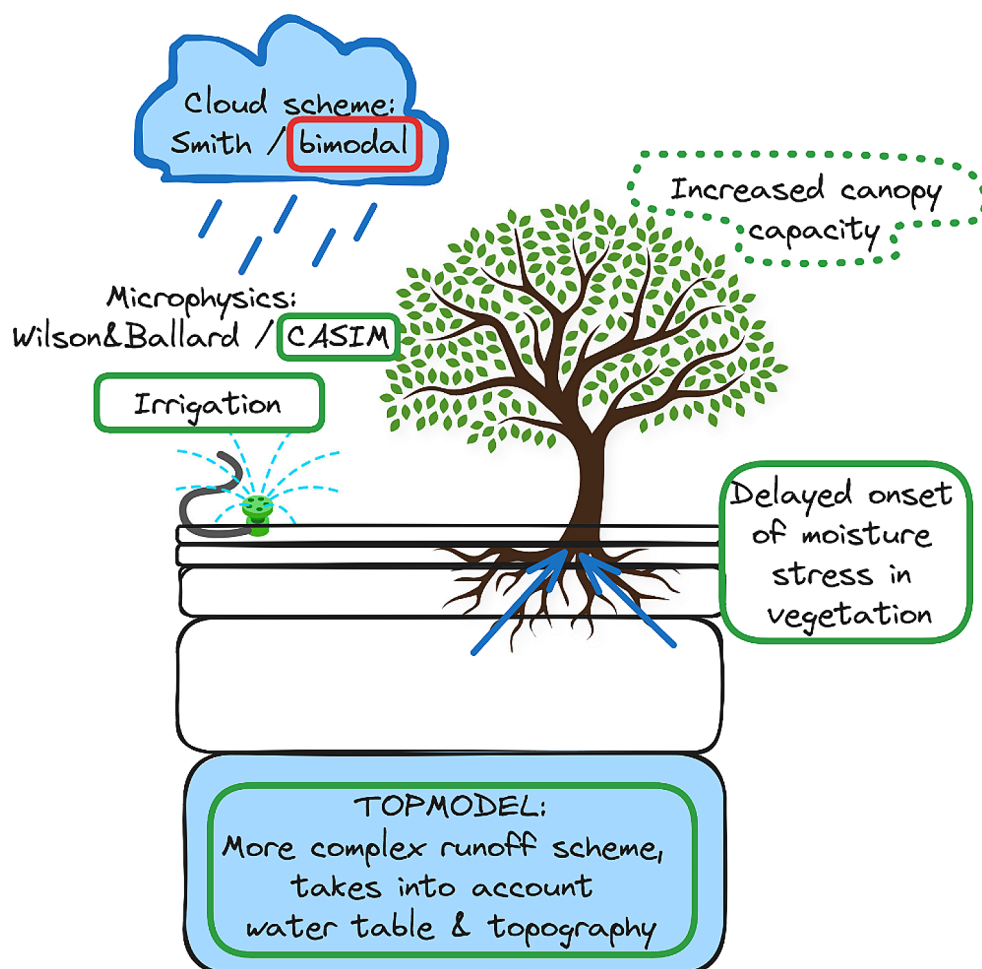 Cloud scheme:
Smith / bimodal
Increased canopy
capacity
Microphysics:
Wilson&Ballard / CASIM
Irrigation
Delayed onset
of moisture
stress in
vegetation
TOPMODEL:
More complex runoff scheme,
takes into account
water table & topography